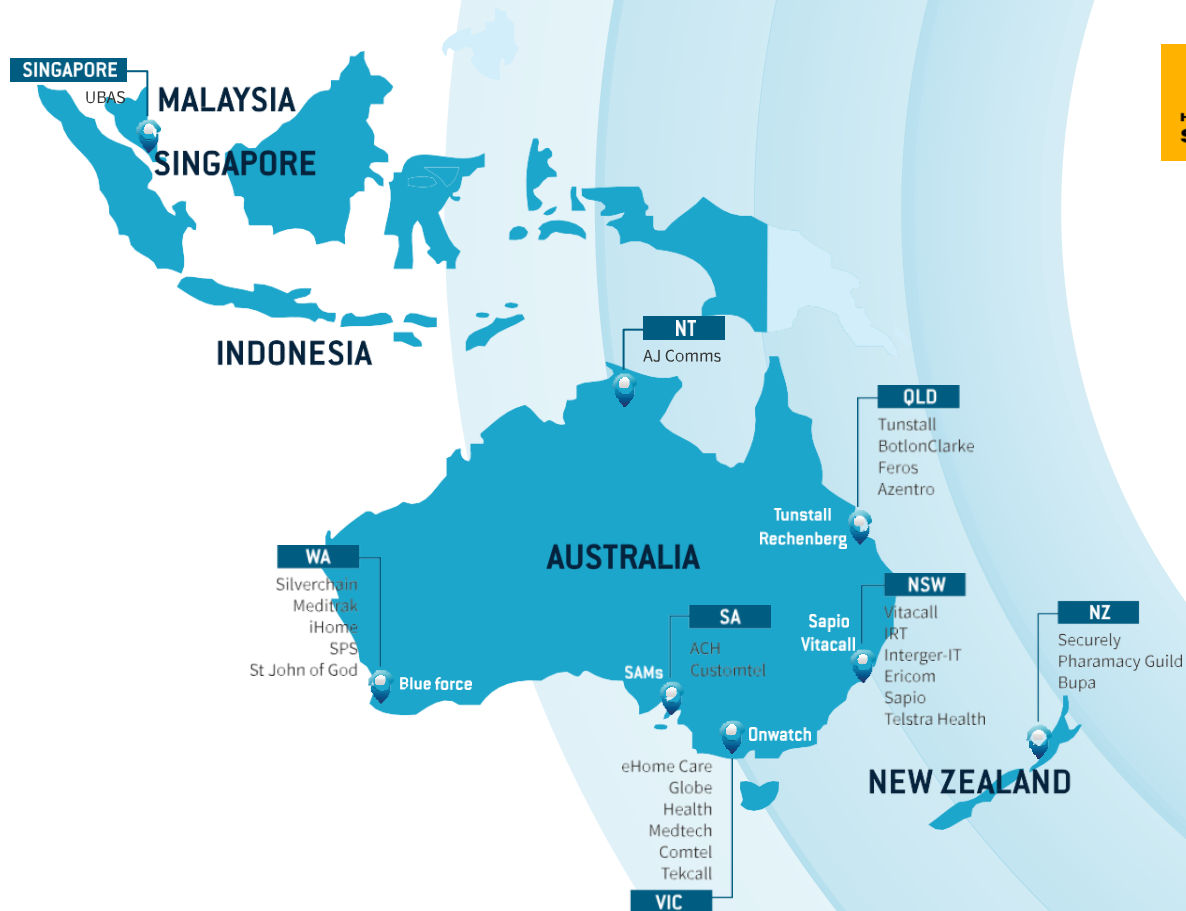 SINGAPORE
UBAS
MALAYSIA
SINGAPORE
INDONESIA
NT
AJ Comms
QLD
Tunstall
BotlonClarke
Feros
Azentro
Tunstall
Rechenberg
AUSTRALIA
WA
Silverchain
Meditrak
iHome
SPS
St John of God
Blue force
SA
ACH
Customtel
SAMs
NSW
Vitacall
IRT
Interger-IT
Ericom
Sapio
Telstra Health
Sapio
Vitacall
NZ
Securely
Pharamacy Guild
Bupa
Onwatch
NEW ZEALAND
eHome Care
Globe
Health
Medtech
Comtel
Tekcall
VIC